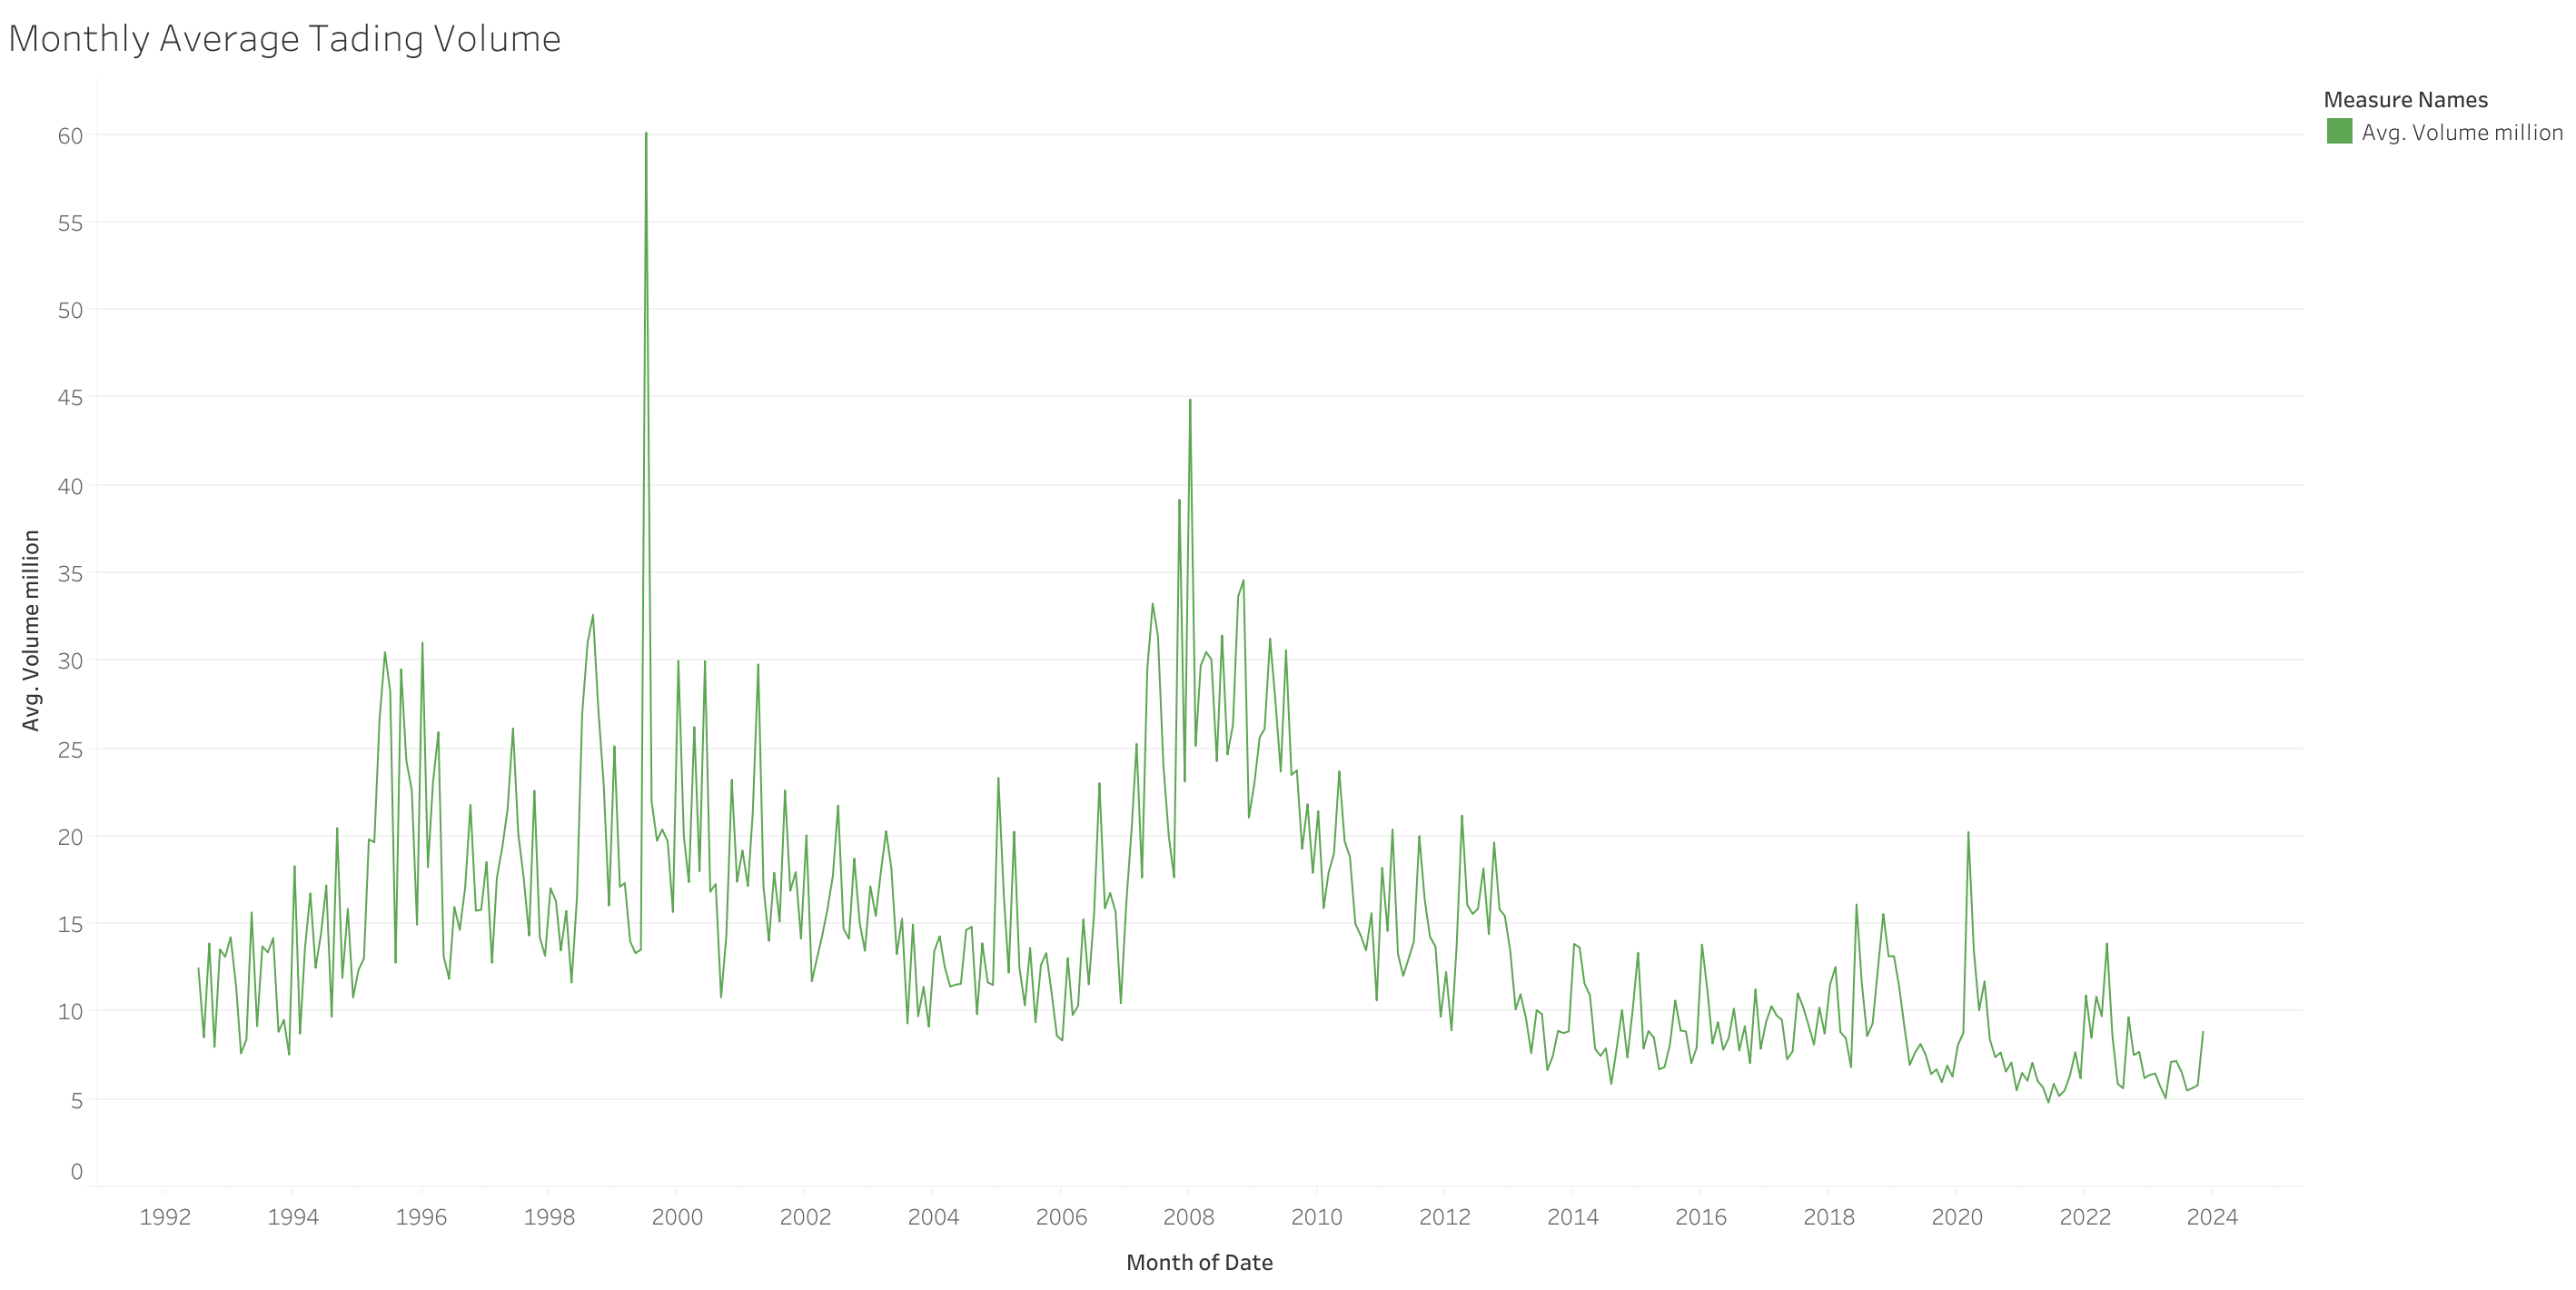 Monthly Average Tading Volume
Measure Names
Avg. Volume million
60
55
50
45
40
35
30
25
20
15
10
5
0
Avg. Volume million
1992 1994 1996 1998 2000 2002 2004 2006 2008 2010 2012 2014 2016 2018 2020 2022 2024
Month of Date